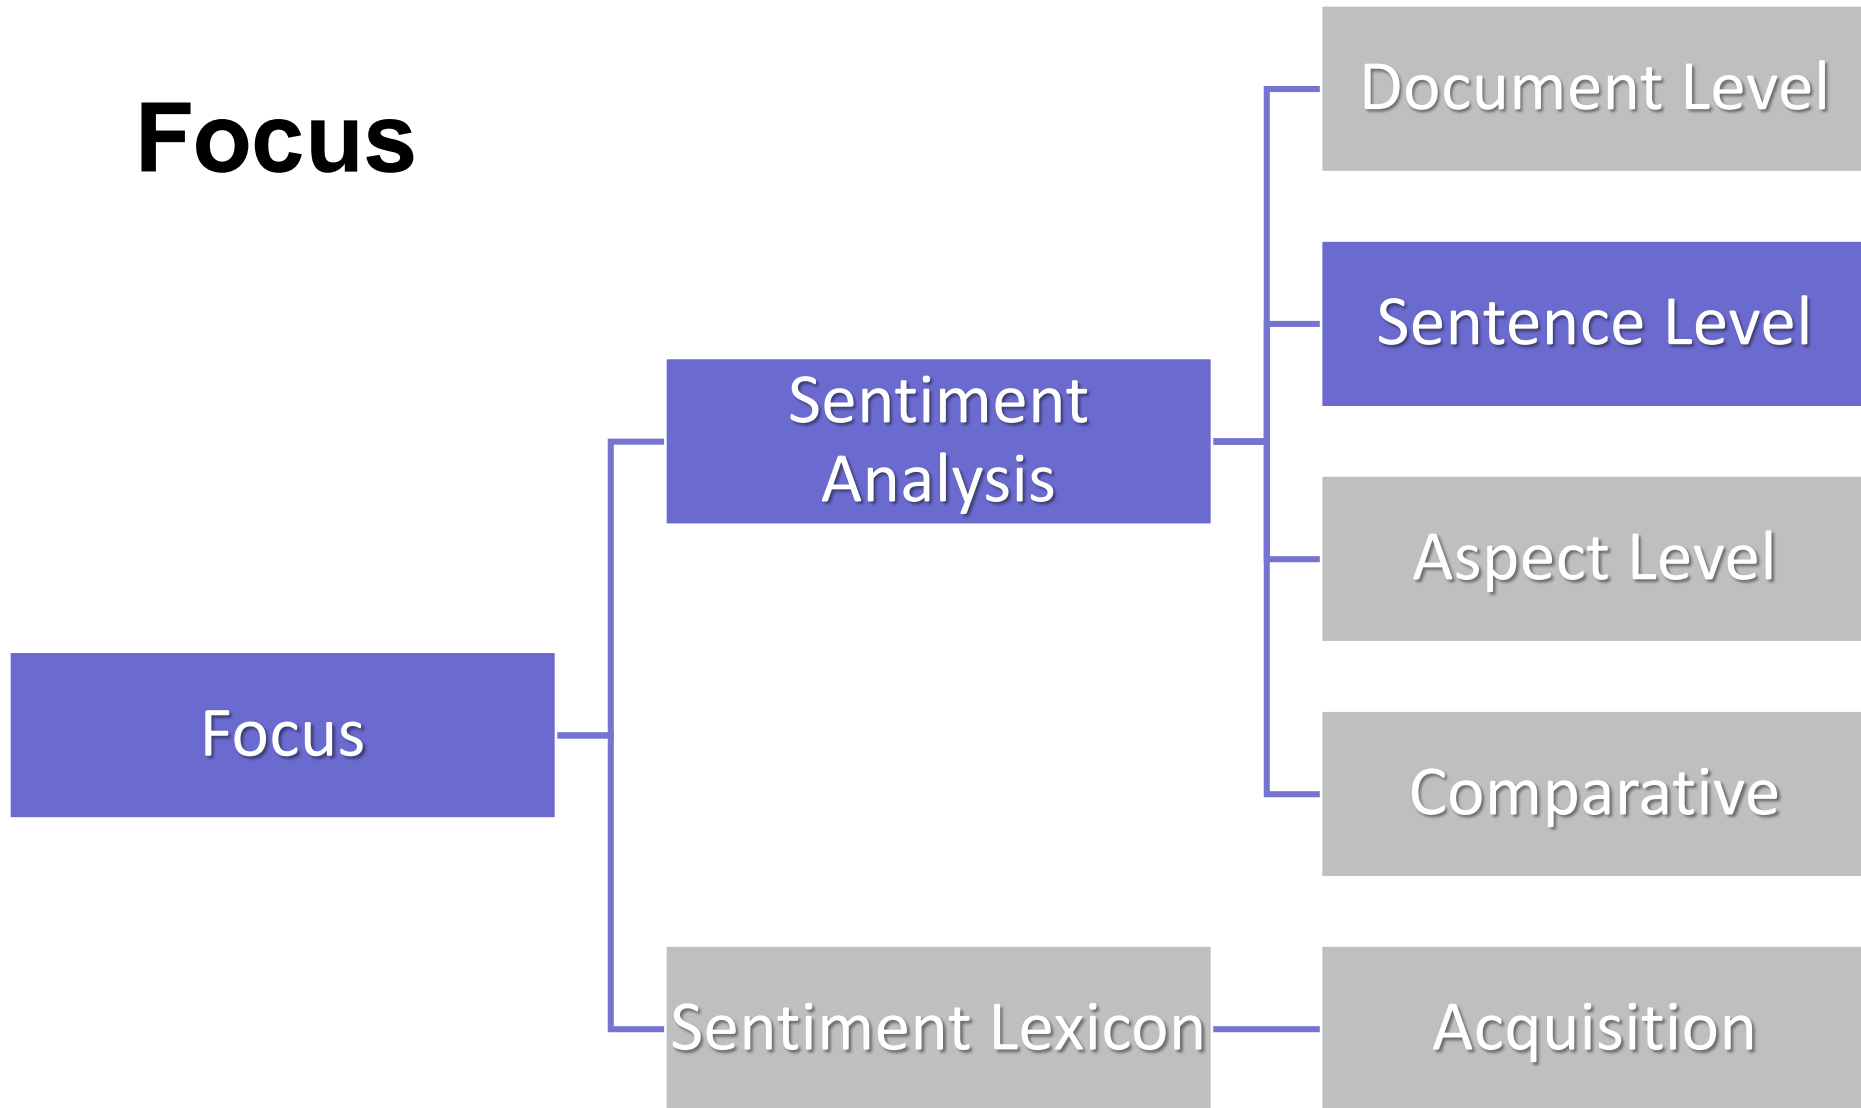 Focus
Document Level
Sentence Level
Sentiment
Analysis
Aspect Level
Focus
Comparative
Sentiment Lexicon
Acquisition